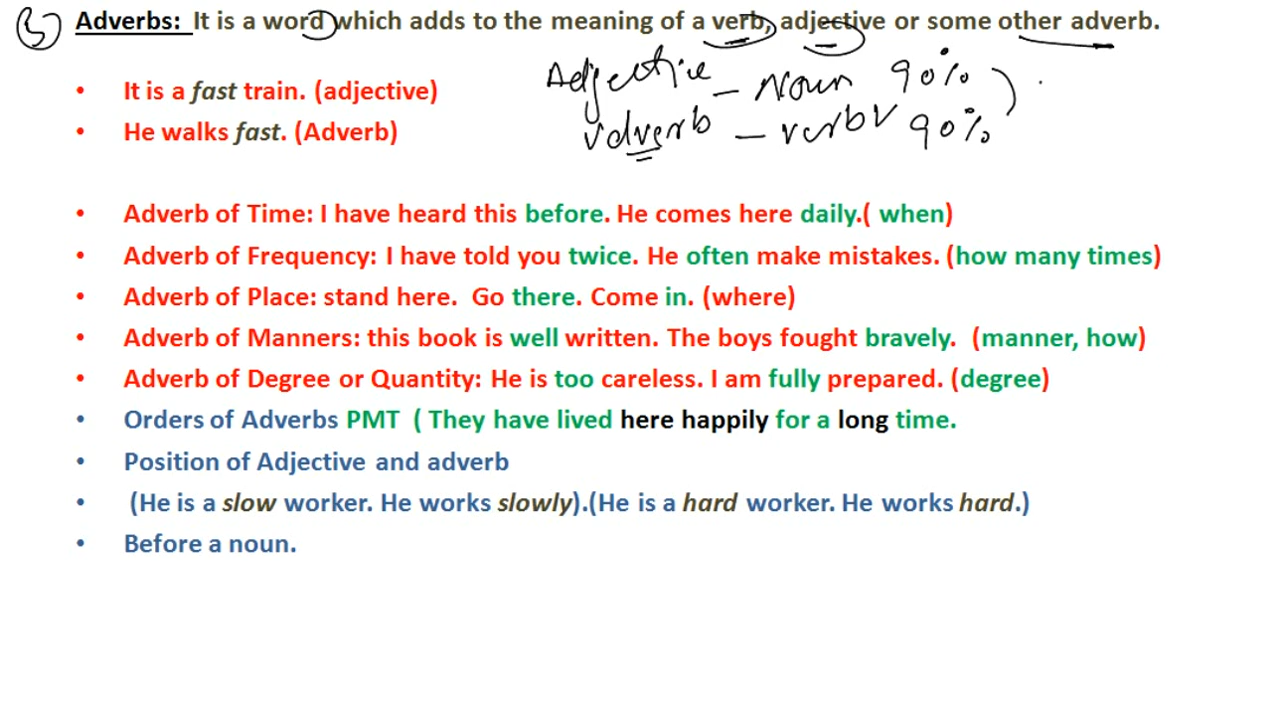 5 Adverbs: It is a word which adds to the meaning of a verb, adjective or some other adverb.
Adjective – Noun 90%
• It is a fast train. (adjective)
• He walks fast. (Adverb)
Vdverb – verb v 90%
• Adverb of Time: I have heard this before. He comes here daily.( when)
• Adverb of Frequency: I have told you twice. He often make mistakes. (how many times)
• Adverb of Place: stand here. Go there. Come in. (where)
• Adverb of Manners: this book is well written. The boys fought bravely. (manner, how)
• Adverb of Degree or Quantity: He is too careless. I am fully prepared. (degree)
• Orders of Adverbs PMT ( They have lived here happily for a long time.
• Position of Adjective and adverb
• (He is a slow worker. He works slowly).(He is a hard worker. He works hard.)
• Before a noun.